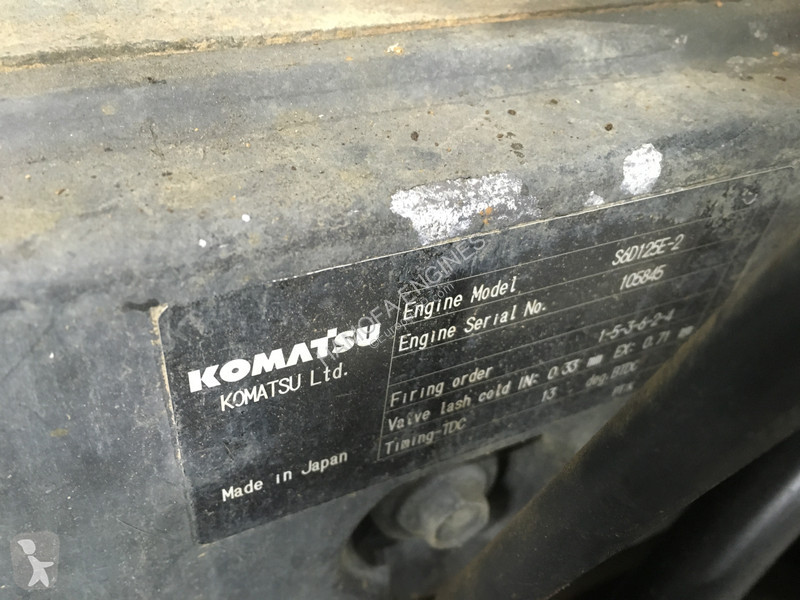 KOMATSU
KOMATSU Ltd.
Made in Japan
Engine Model S6D125E-2
Engine Serial No. 105845
Firing order 1-5-3-6-2-4
Valve lash cold IN: 0.33 mm EX: 0.71 mm
Timing-TDC 13 deg. BTDC